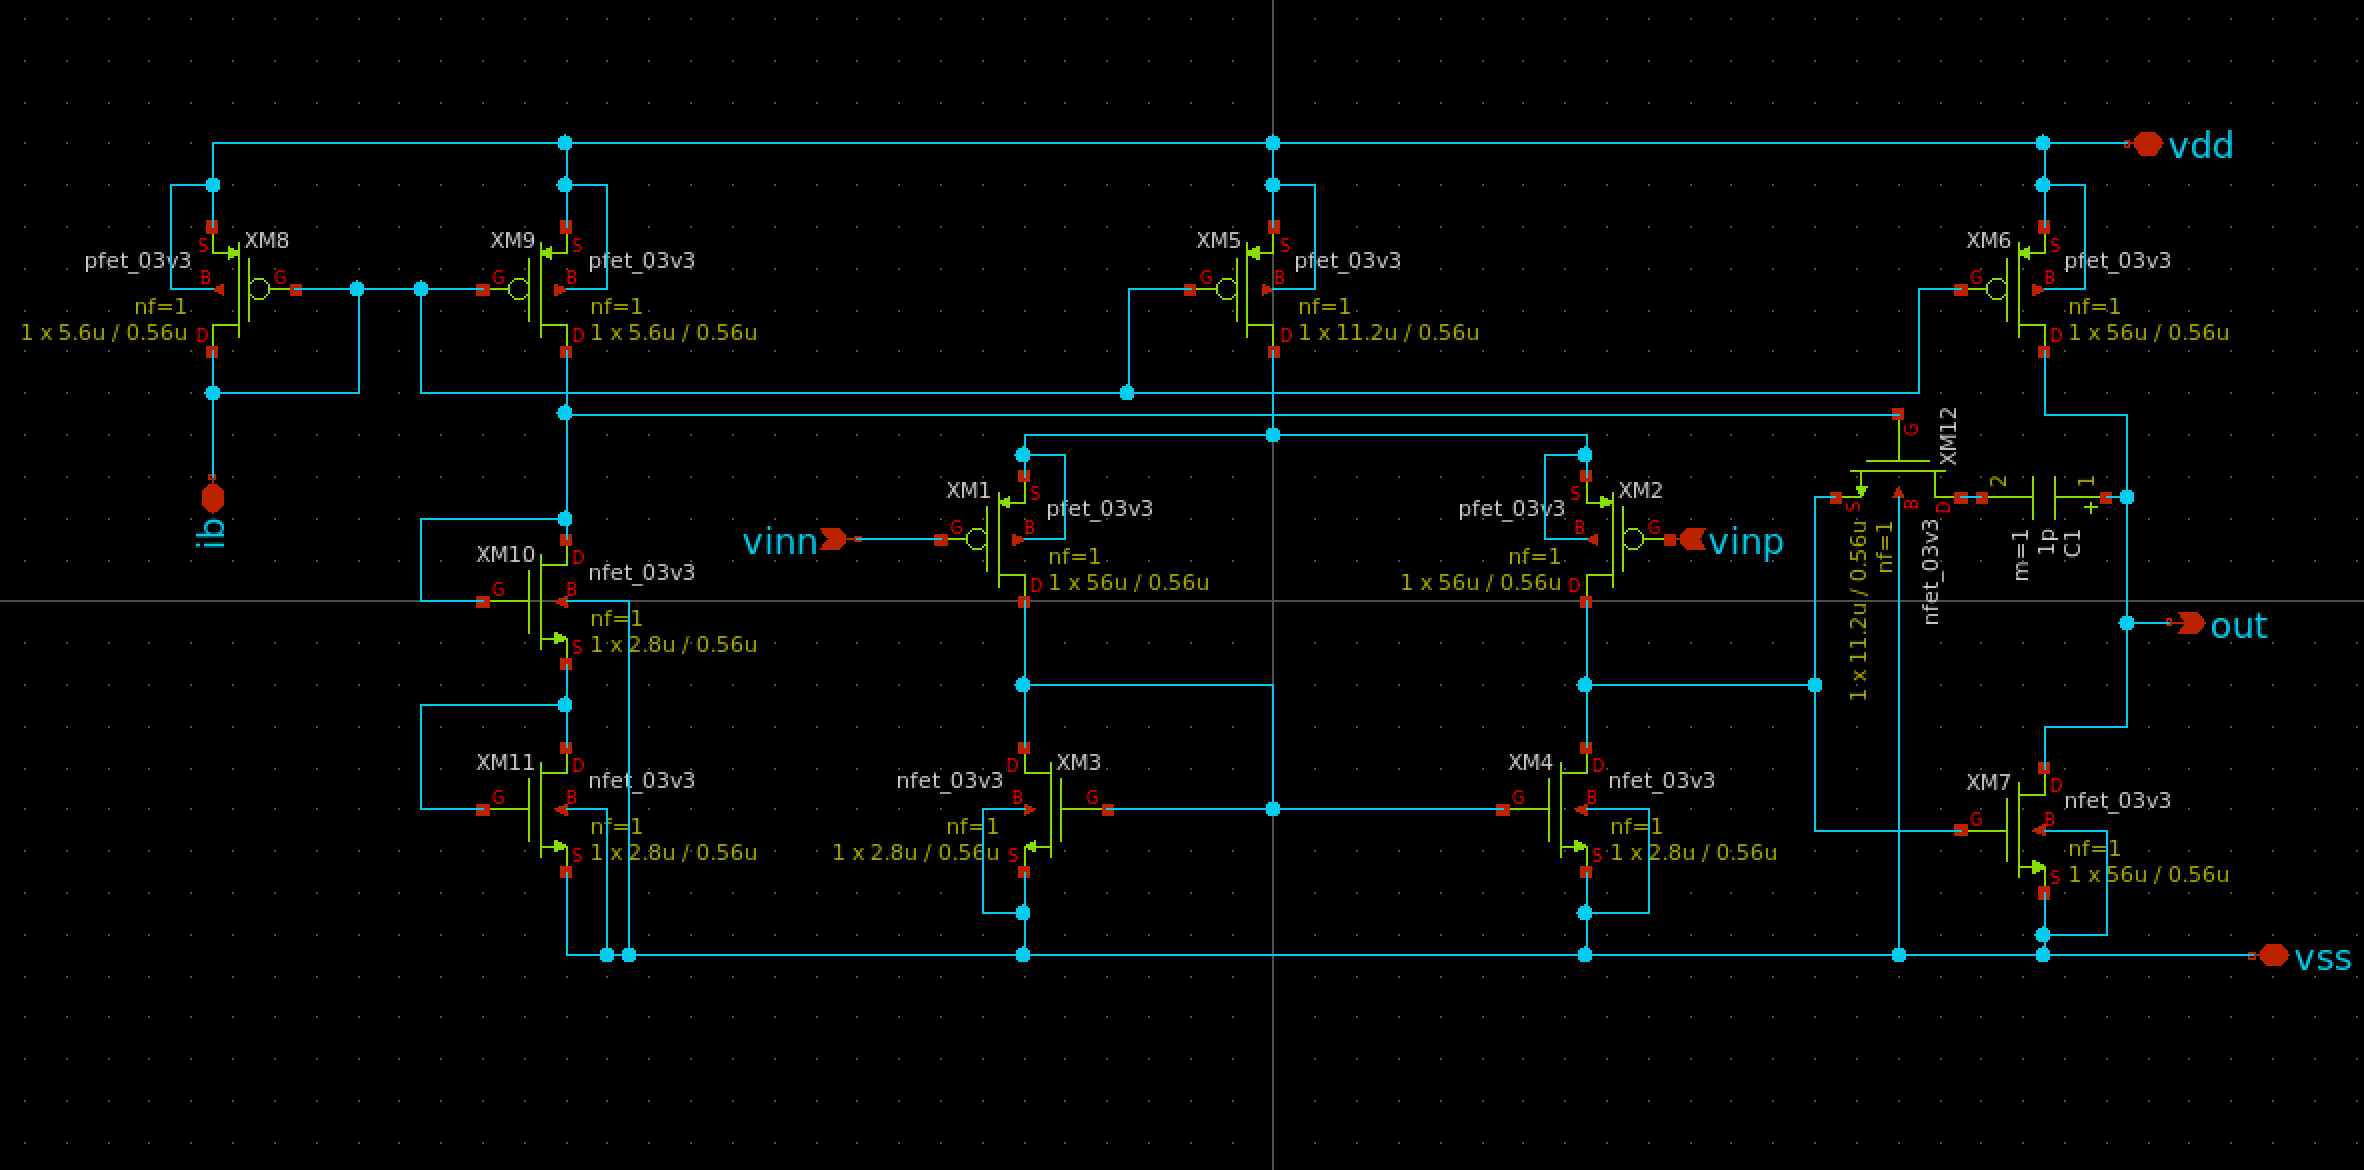 vdd
XM8
S
pfet_03v3
B
G
nf=1
1 x 5.6u / 0.56u
D
ib
XM9
S
pfet_03v3
G
B
nf=1
D
1 x 5.6u / 0.56u
XM5
S
pfet_03v3
G
B
nf=1
D
1 x 11.2u / 0.56u
XM6
S
pfet_03v3
G
B
nf=1
D
1 x 56u / 0.56u
XM1
S
pfet_03v3
vinn
G
B
nf=1
D
1 x 56u / 0.56u
XM2
S
pfet_03v3
B
G
vinp
nf=1
1 x 56u / 0.56u
D
G
XM12
S
B
D
1 x 11.2u / 0.56u
nf=1
nfet_03v3
2
1
+
m=1
1p
C1
out
XM10
D
nfet_03v3
G
B
nf=1
S
1 x 2.8u / 0.56u
XM11
D
nfet_03v3
G
B
nf=1
S
1 x 2.8u / 0.56u
XM3
D
nfet_03v3
B
G
nf=1
1 x 2.8u / 0.56u
S
XM4
D
nfet_03v3
G
B
nf=1
S
1 x 2.8u / 0.56u
XM7
D
nfet_03v3
G
B
nf=1
S
1 x 56u / 0.56u
vss